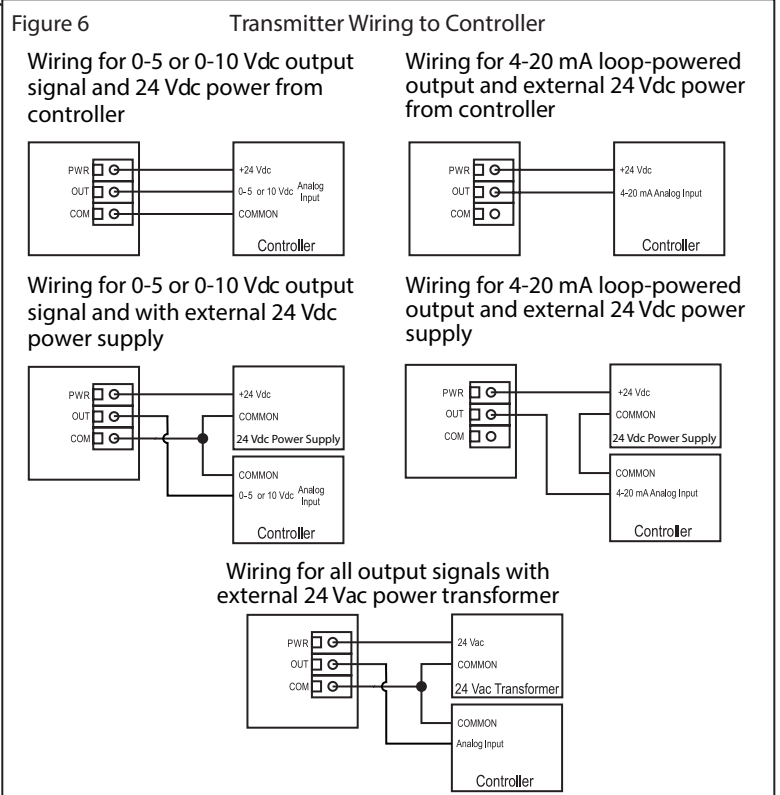 Figure 6 Transmitter Wiring to Controller
Wiring for 0-5 or 0-10 Vdc output
signal and 24 Vdc power from
controller
PWR
OUT
COM
+24 Vdc
0-5 or 10 Vdc Analog
Input
COMMON
Controller
Wiring for 4-20 mA loop-powered
output and external 24 Vdc power
from controller
PWR
OUT
COM
+24 Vdc
4-20 mA Analog Input
Controller
Wiring for 0-5 or 0-10 Vdc output
signal and with external 24 Vdc
power supply
PWR
OUT
COM
+24 Vdc
COMMON
24 Vdc Power Supply
COMMON
0-5 or 10 Vdc Analog
Input
Controller
Wiring for 4-20 mA loop-powered
output and external 24 Vdc power
supply
PWR
OUT
COM
+24 Vdc
COMMON
24 Vdc Power Supply
COMMON
4-20 mA Analog Input
Controller
Wiring for all output signals with
external 24 Vac power transformer
PWR
OUT
COM
24 Vac
COMMON
24 Vac Transformer
COMMON
Analog Input
Controller